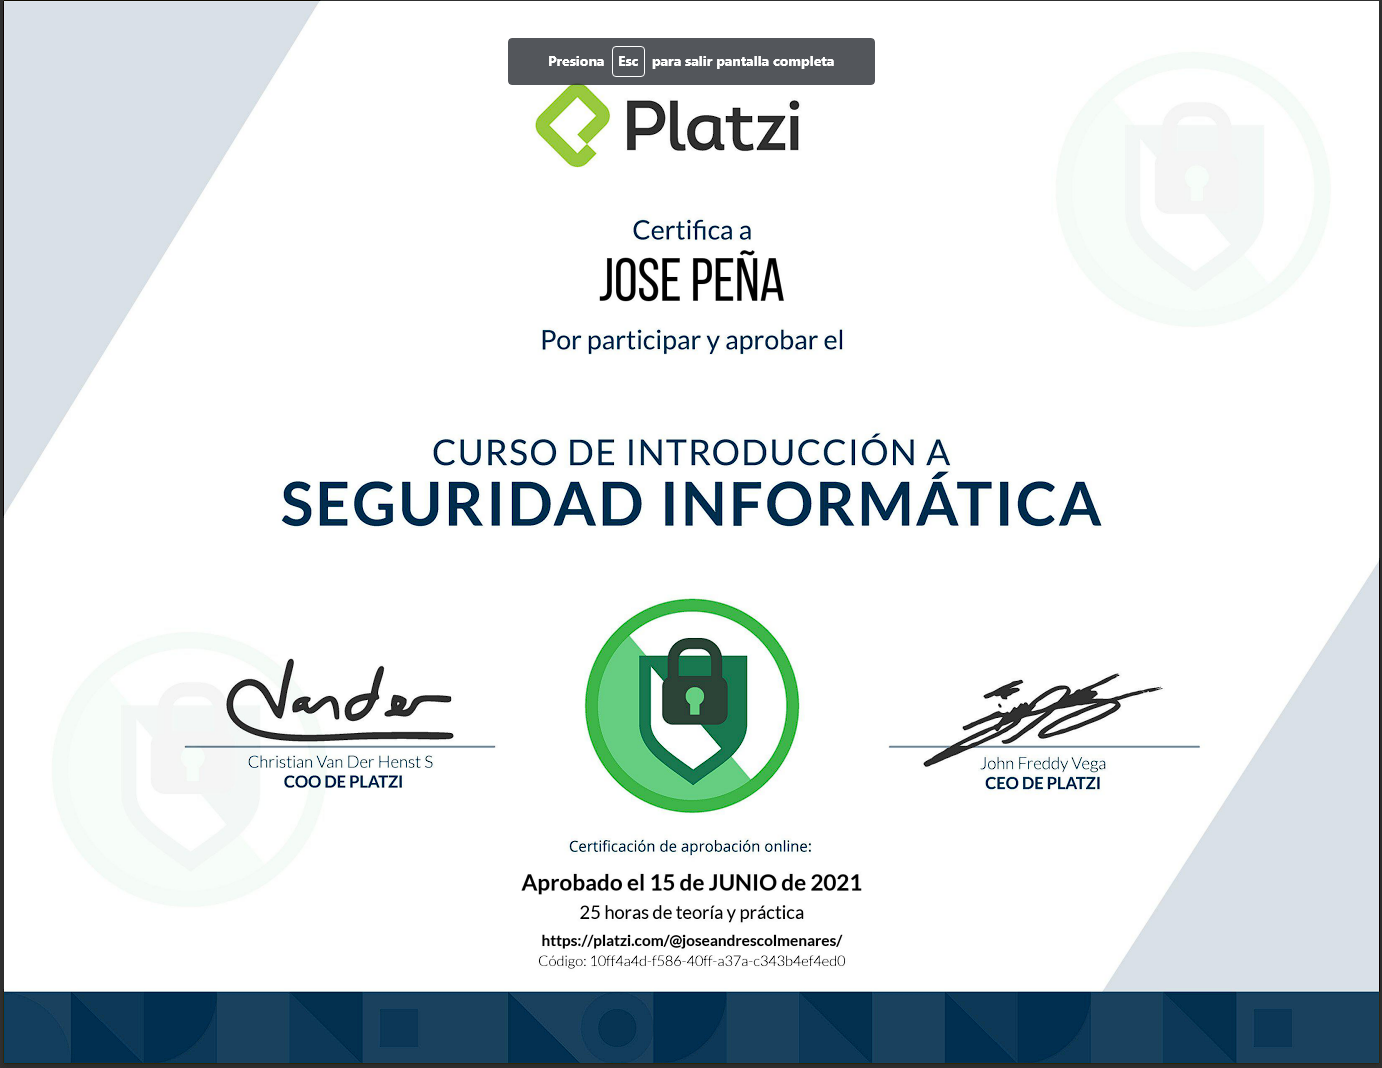 Presiona Esc para salir pantalla completa
Platzi
Certifica a
JOSE PEÑA
Por participar y aprobar el
CURSO DE INTRODUCCIÓN A
SEGURIDAD INFORMÁTICA
Vander
Christian Van Der Henst S
COO DE PLATZI
John Freddy Vega
CEO DE PLATZI
Certificación de aprobación online:
Aprobado el 15 de JUNIO de 2021
25 horas de teoría y práctica
https://platzi.com/@joseandrescolmenares/
Código: 10ff4a4d-f586-40ff-a37a-c343b4ef4ed0